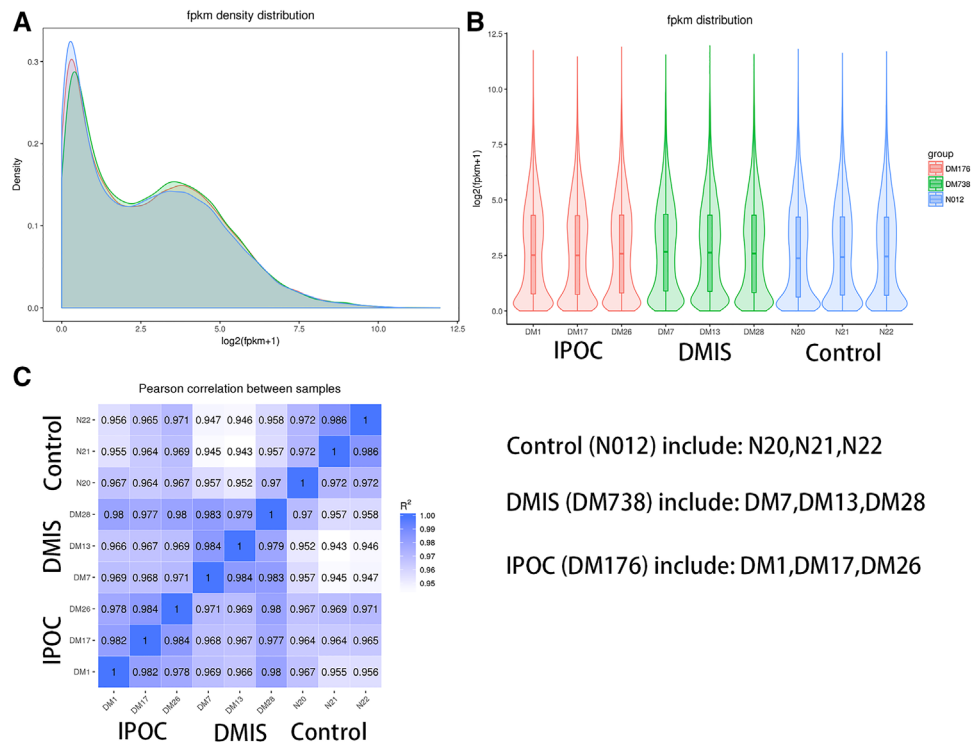 A
fpkm density distribution
Density
0.3
0.2
0.1
0.0
0.0 2.5 5.0 7.5 10.0 12.5
log2(fpkm+1)
B
fpkm distribution
log2(fpkm+1)
12.5
10.0
7.5
5.0
2.5
0.0
DM1 DM17 DM26 DM7 DM13 DM28 N20 N21 N22
IPOC DMIS Control
group
DM176
DM738
N012
C
Pearson correlation between samples
Control
DMIS
IPOC
N22 0.956 0.965 0.971 0.947 0.946 0.958 0.972 0.986 1
N21 0.955 0.964 0.969 0.945 0.943 0.957 0.972 1 0.986
N20 0.967 0.964 0.967 0.957 0.952 0.97 1 0.972 0.972
DM28 0.98 0.977 0.98 0.983 0.979 1 0.97 0.957 0.958
DM13 0.966 0.967 0.969 0.984 1 0.979 0.952 0.943 0.946
DM7 0.969 0.968 0.971 1 0.984 0.983 0.957 0.945 0.947
DM26 0.978 0.984 1 0.971 0.969 0.98 0.967 0.969 0.971
DM17 0.982 1 0.984 0.968 0.967 0.977 0.964 0.964 0.965
DM1 1 0.982 0.978 0.969 0.966 0.98 0.967 0.955 0.956
DM1 DM17 DM26 DM7 DM13 DM28 N20 N21 N22
IPOC DMIS Control
R²
1.00
0.99
0.98
0.97
0.96
0.95
Control (N012) include: N20,N21,N22
DMIS (DM738) include: DM7,DM13,DM28
IPOC (DM176) include: DM1,DM17,DM26